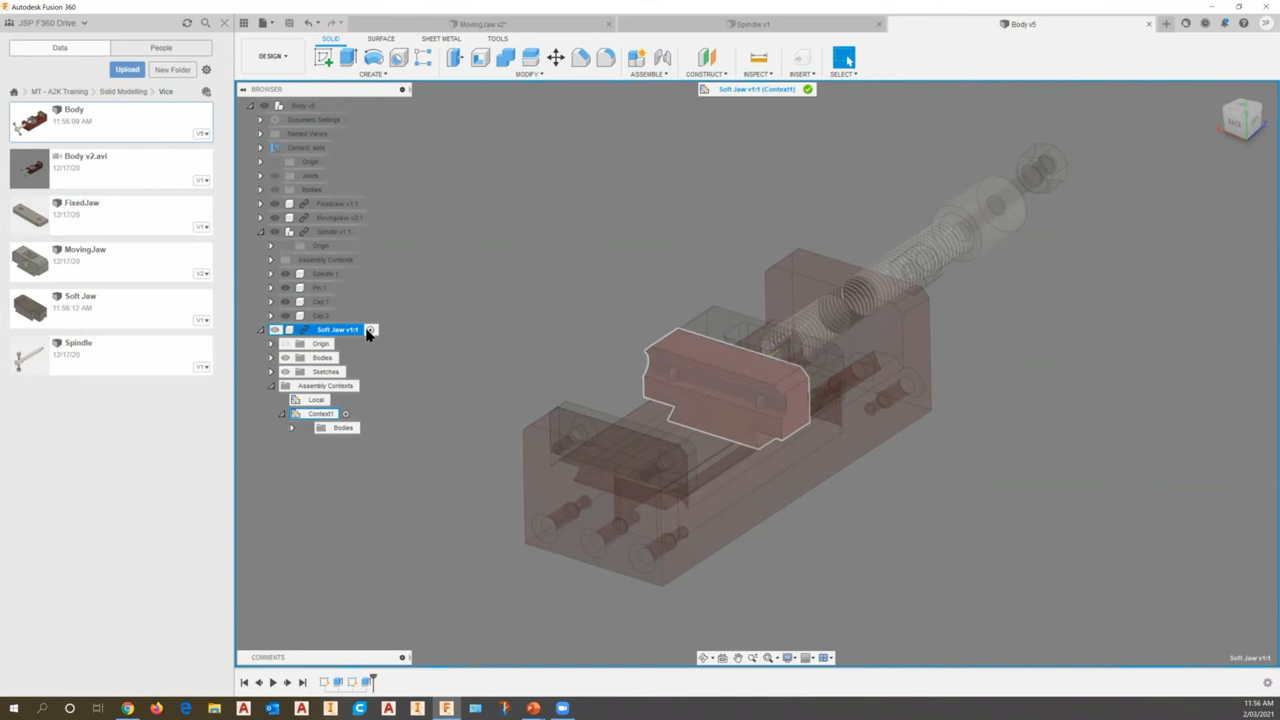 Autodesk Fusion 360
JSP F360 Drive
MovingJaw v2*
Spindle v1
Body v5
JP
Data
People
Upload
New Folder
MT - A2K Training
Solid Modelling
Vice
Body
11:56:09 AM
V5
Body v2.avi
12/17/20
V1
FixedJaw
12/17/20
V1
MovingJaw
12/17/20
V2
Soft Jaw
11:56:12 AM
V1
Spindle
12/17/20
V1
SOLID
SURFACE
SHEET METAL
TOOLS
DESIGN
CREATE
MODIFY
ASSEMBLE
CONSTRUCT
INSPECT
INSERT
SELECT
BROWSER
Soft Jaw v1:1 (Context1)
Body v5
Document Settings
Named Views
Contact sets
Origin
Joints
Bodies
FixedJaw v1:1
MovingJaw v2:1
Spindle v1:1
Origin
Assembly Contexts
Spindle:1
Pin:1
Cap:1
Cap:2
Soft Jaw v1:1
Origin
Bodies
Sketches
Assembly Contexts
Local
Context1
Bodies
BACK
COMMENTS
Soft Jaw v1:1
11:56 AM
2/03/2021